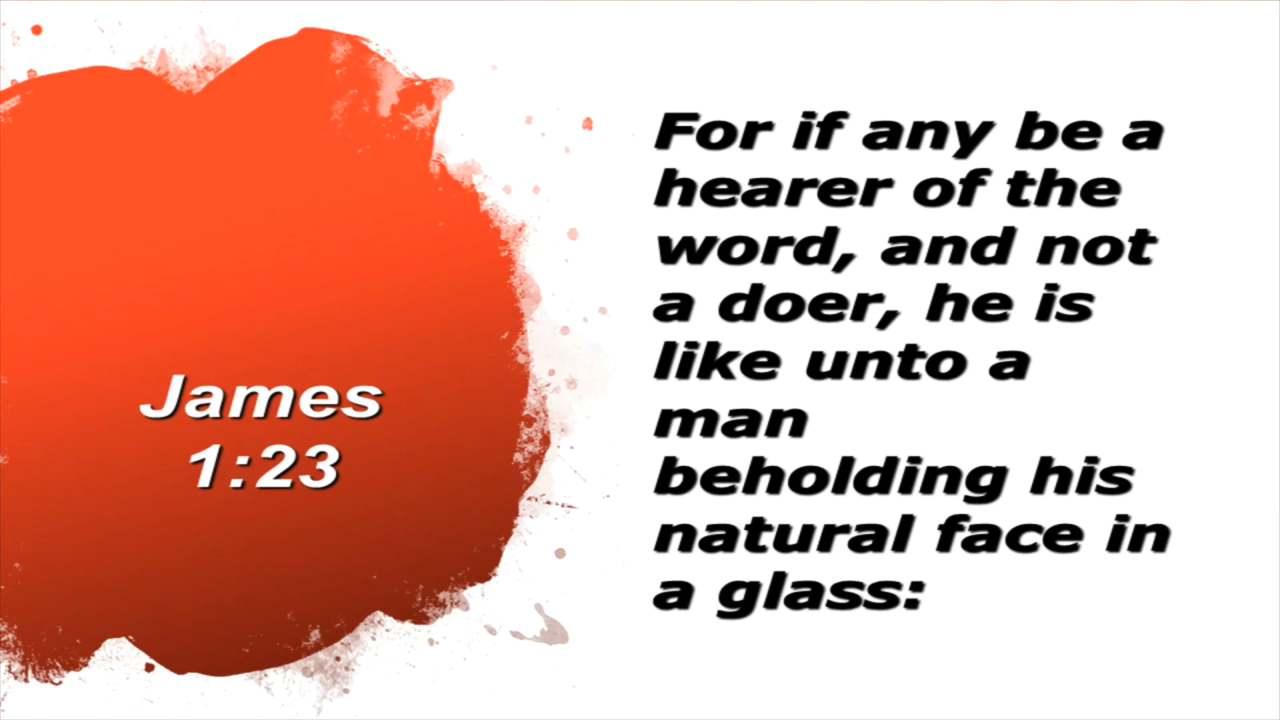 James
1:23
For if any be a
hearer of the
word, and not
a doer, he is
like unto a
man
beholding his
natural face in
a glass: